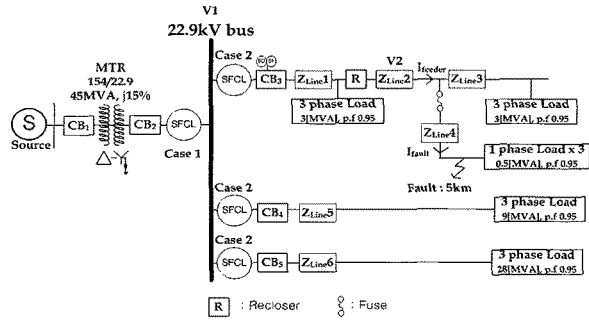 V1
22.9kV bus
MTR
154/22.9
45MVA, j15%
S
Source
CB1
CB2
SFCL
Case 1
Case 2
SFCL
CB3
ZLine1
R
ZLine2
V2
Ifeeder
ZLine3
3 phase Load
3[MVA], p.f 0.95
3 phase Load
3[MVA], p.f 0.95
ZLine4
Ifault
1 phase Load x 3
0.5[MVA], p.f 0.95
Fault : 5km
Case 2
SFCL
CB4
ZLine5
3 phase Load
9[MVA], p.f 0.95
Case 2
SFCL
CB5
ZLine6
3 phase Load
28[MVA], p.f 0.95
R : Recloser
: Fuse